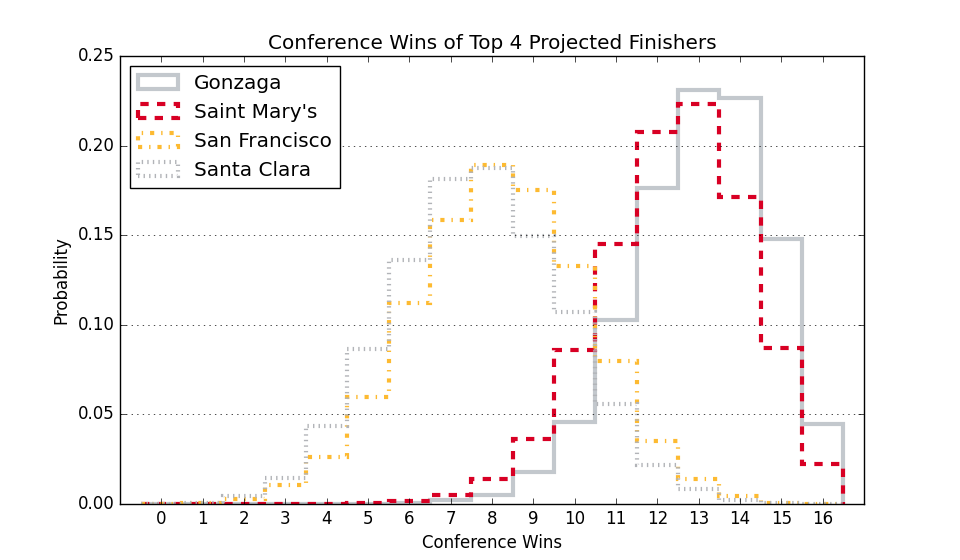 Conference Wins of Top 4 Projected Finishers
Gonzaga
Saint Mary's
San Francisco
Santa Clara
0.25
0.20
0.15
0.10
0.05
0.00
Probability
0 1 2 3 4 5 6 7 8 9 10 11 12 13 14 15 16
Conference Wins